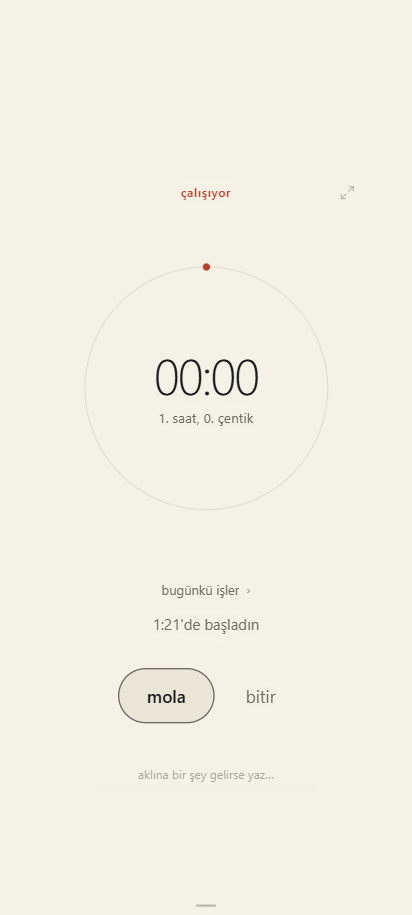 çalışıyor
00:00
1. saat, 0. çentik
bugünkü işler ›
1:21'de başladın
mola
bitir
aklına bir şey gelirse yaz...